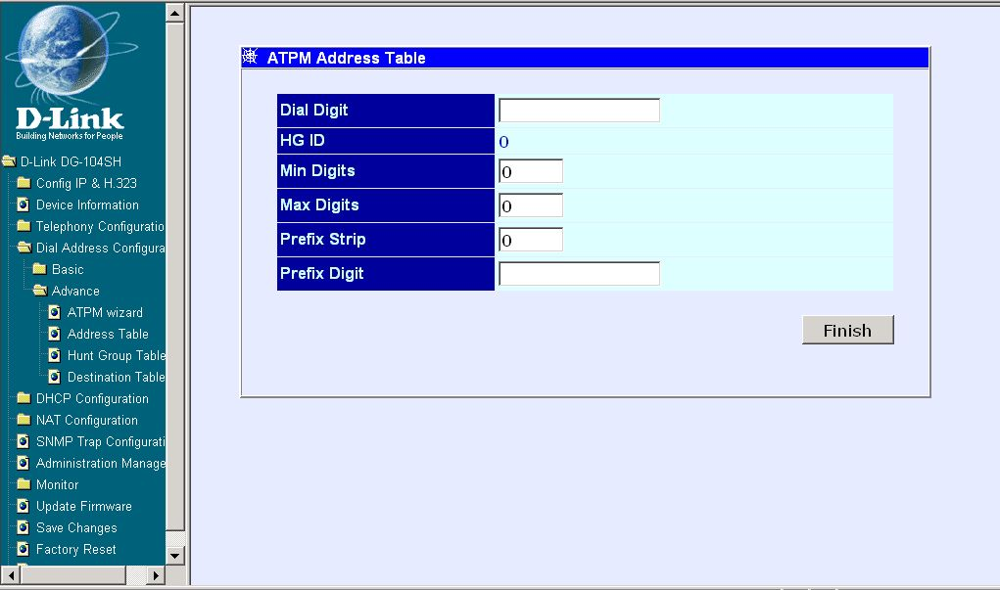 D-Link
Building Networks for People
D-Link DG-104SH
Config IP & H.323
Device Information
Telephony Configuratio
Dial Address Configura
Basic
Advance
ATPM wizard
Address Table
Hunt Group Table
Destination Table
DHCP Configuration
NAT Configuration
SNMP Trap Configurati
Administration Manage
Monitor
Update Firmware
Save Changes
Factory Reset
ATPM Address Table
Dial Digit
HG ID 0
Min Digits 0
Max Digits 0
Prefix Strip 0
Prefix Digit
Finish